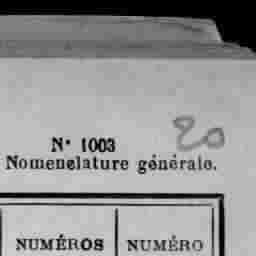 N° 1003
20
Nomenclature générale.
NUMÉROS
NUMÉRO